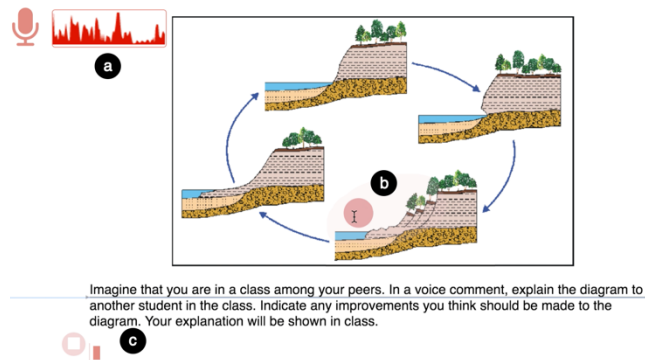 a
b
Imagine that you are in a class among your peers. In a voice comment, explain the diagram to
another student in the class. Indicate any improvements you think should be made to the
diagram. Your explanation will be shown in class.
c